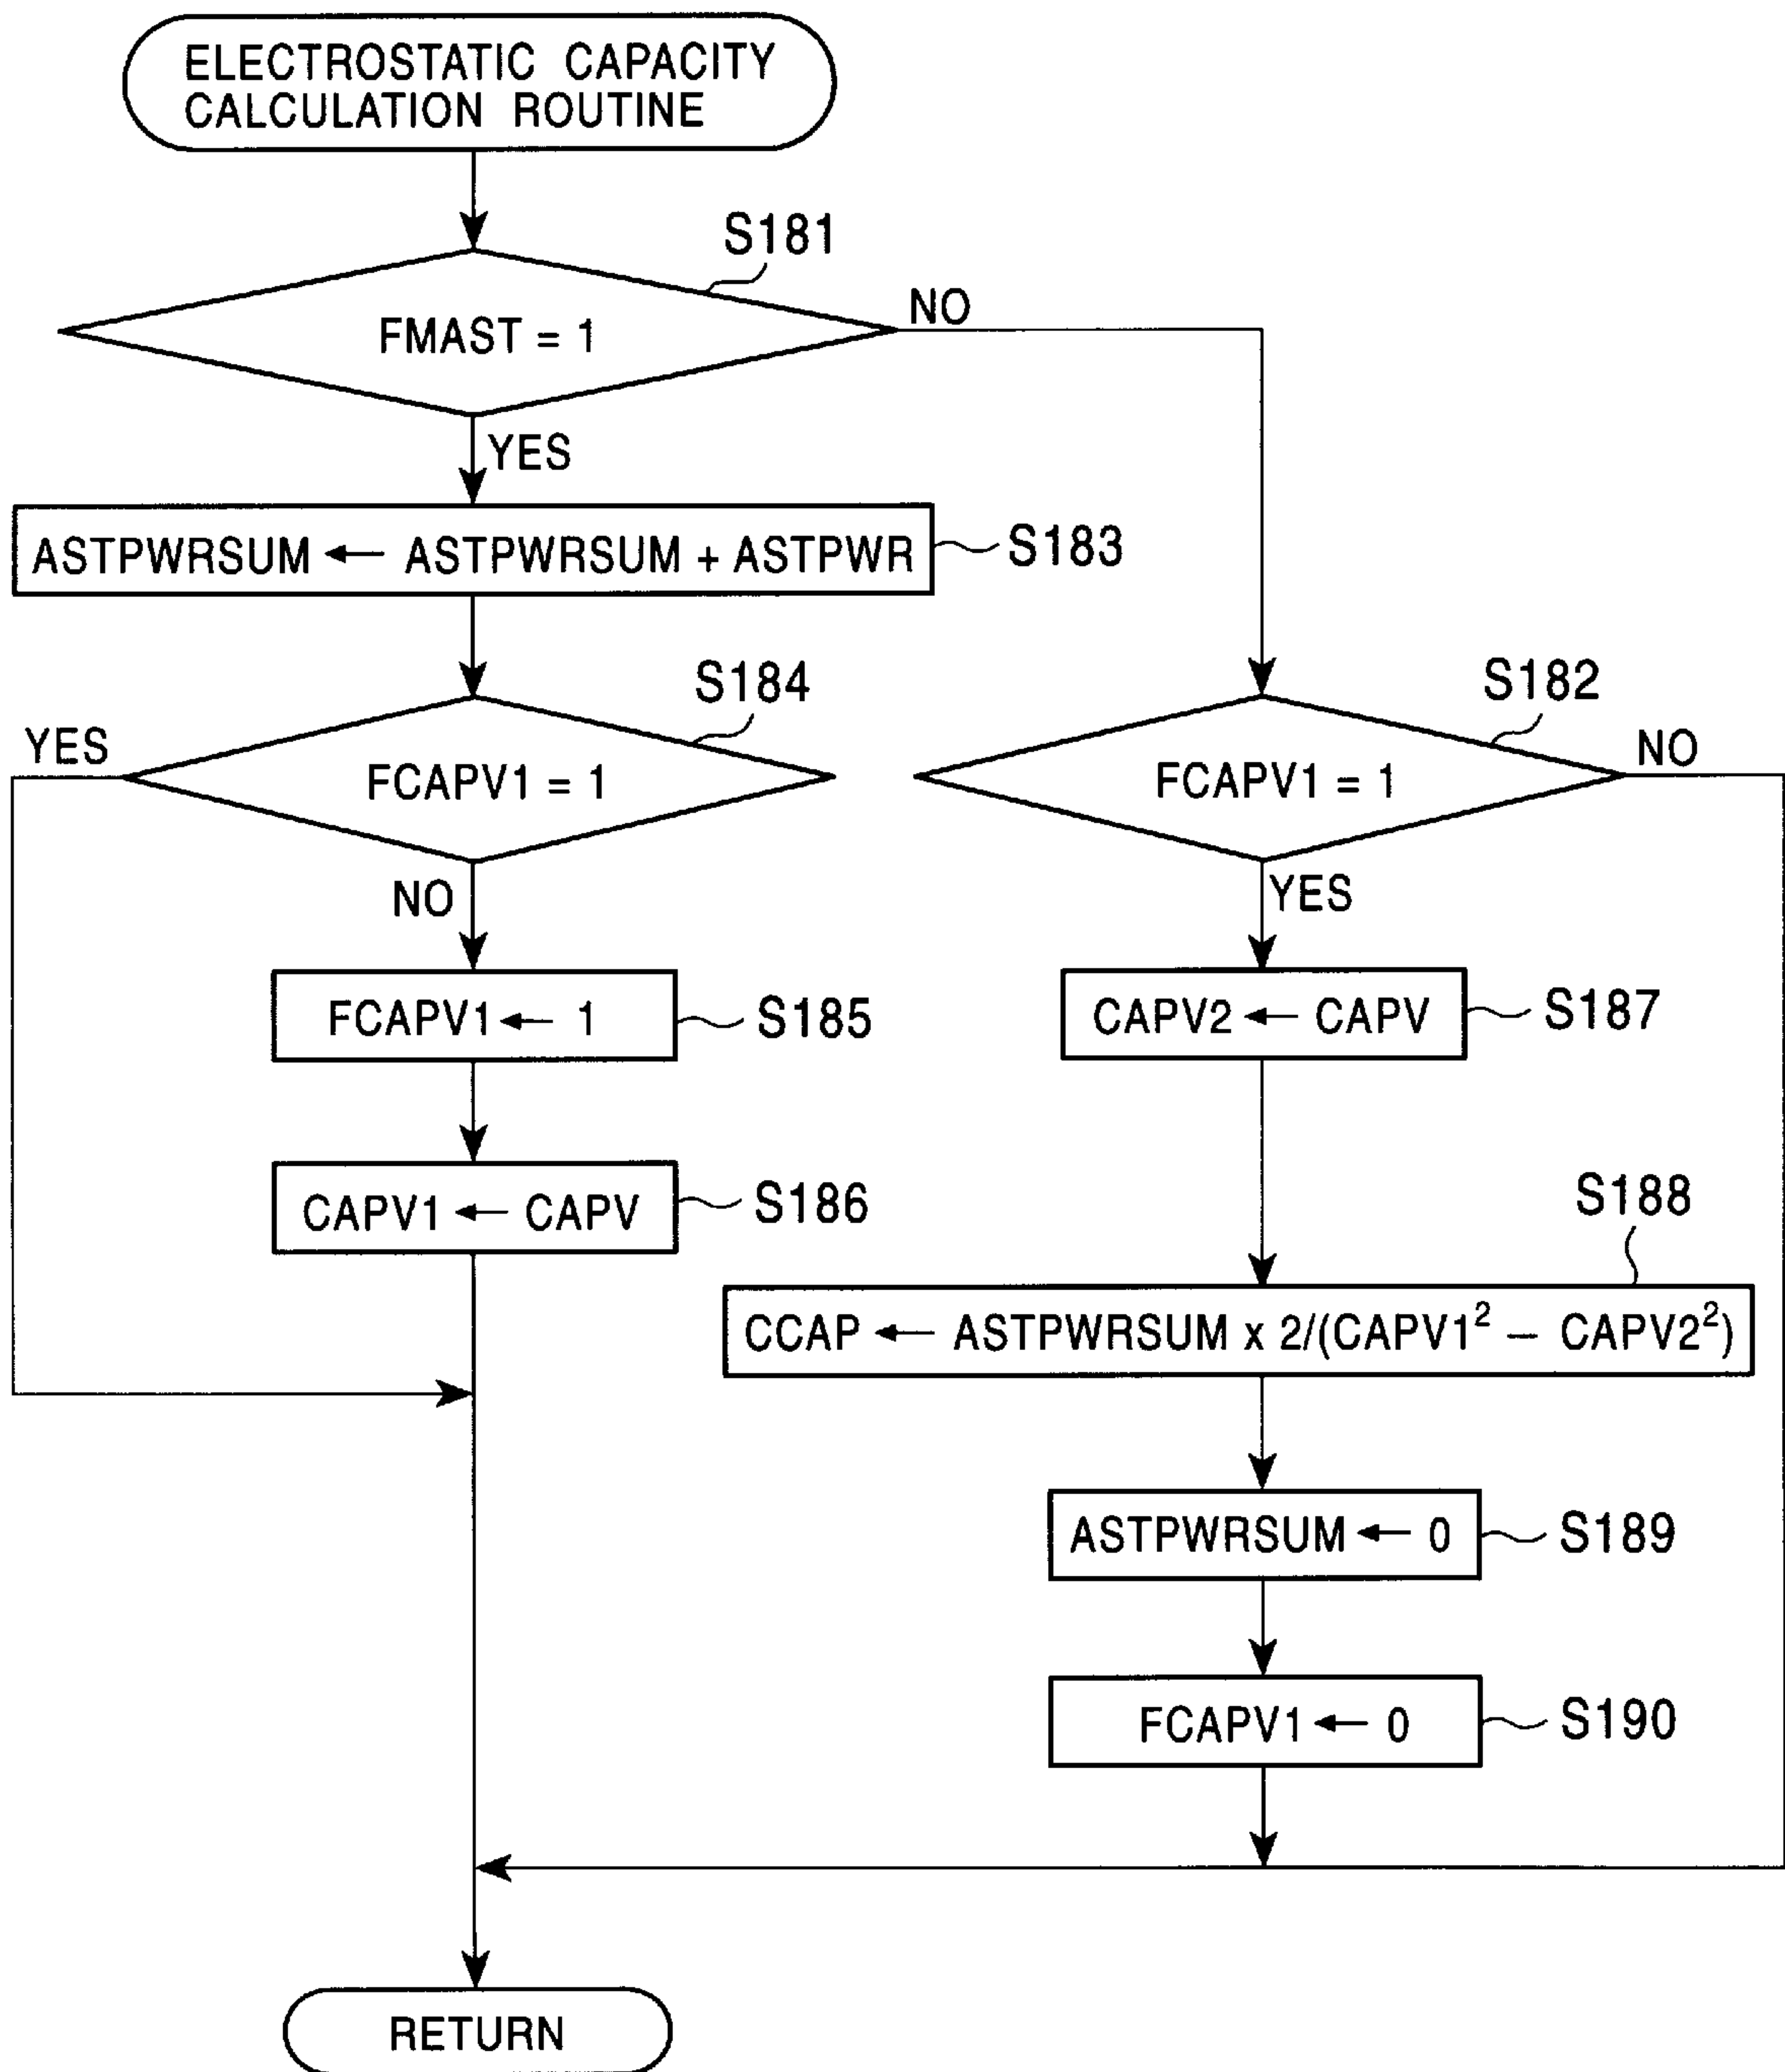 ELECTROSTATIC CAPACITY
CALCULATION ROUTINE
S181
FMAST = 1
NO
YES
ASTPWRSUM ← ASTPWRSUM + ASTPWR
S183
S184
YES
FCAPV1 = 1
NO
S182
FCAPV1 = 1
NO
YES
FCAPV1 ← 1
S185
CAPV2 ← CAPV
S187
CAPV1 ← CAPV
S186
S188
CCAP ← ASTPWRSUM x 2/(CAPV1² − CAPV2²)
ASTPWRSUM ← 0
S189
FCAPV1 ← 0
S190
RETURN